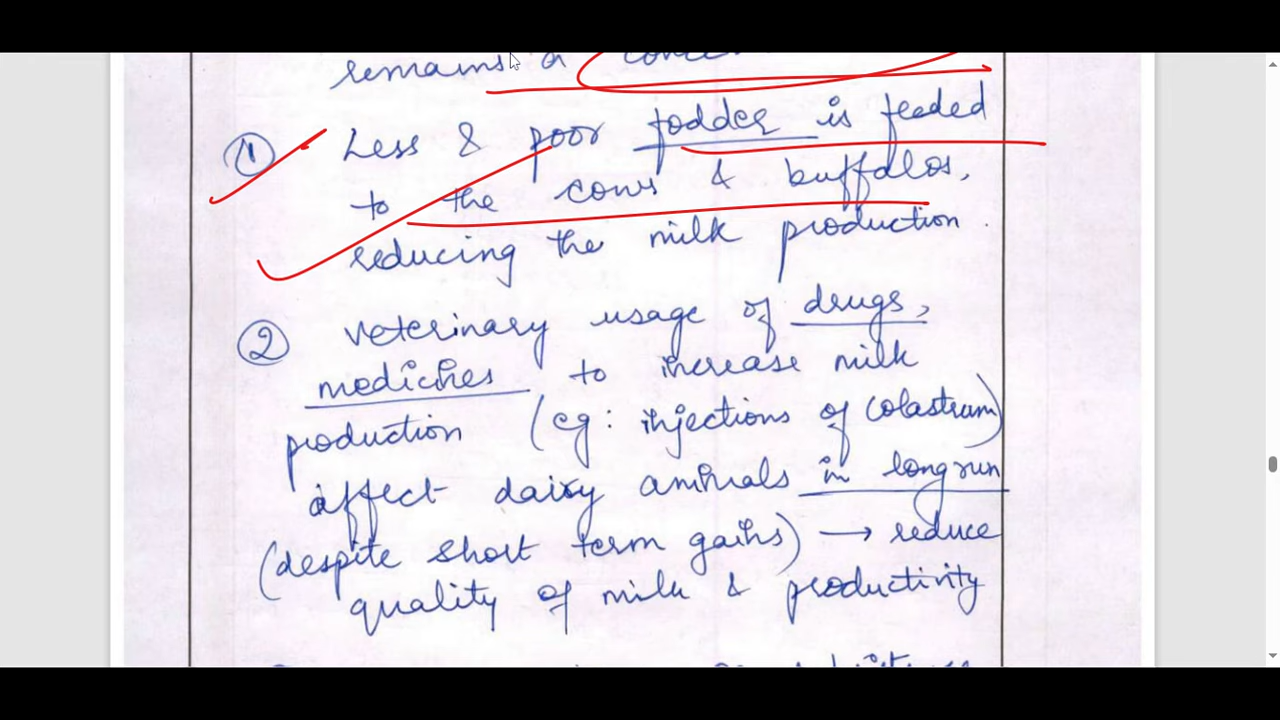 remains a
① Less & poor fodder is feeded
to the cows & buffalos,
reducing the milk production.
② veterinary usage of drugs,
medicines to increase milk
production (eg: injections of colastrum)
affect dairy animals in long run
(despite short term gains) → reduce
quality of milk & productivity